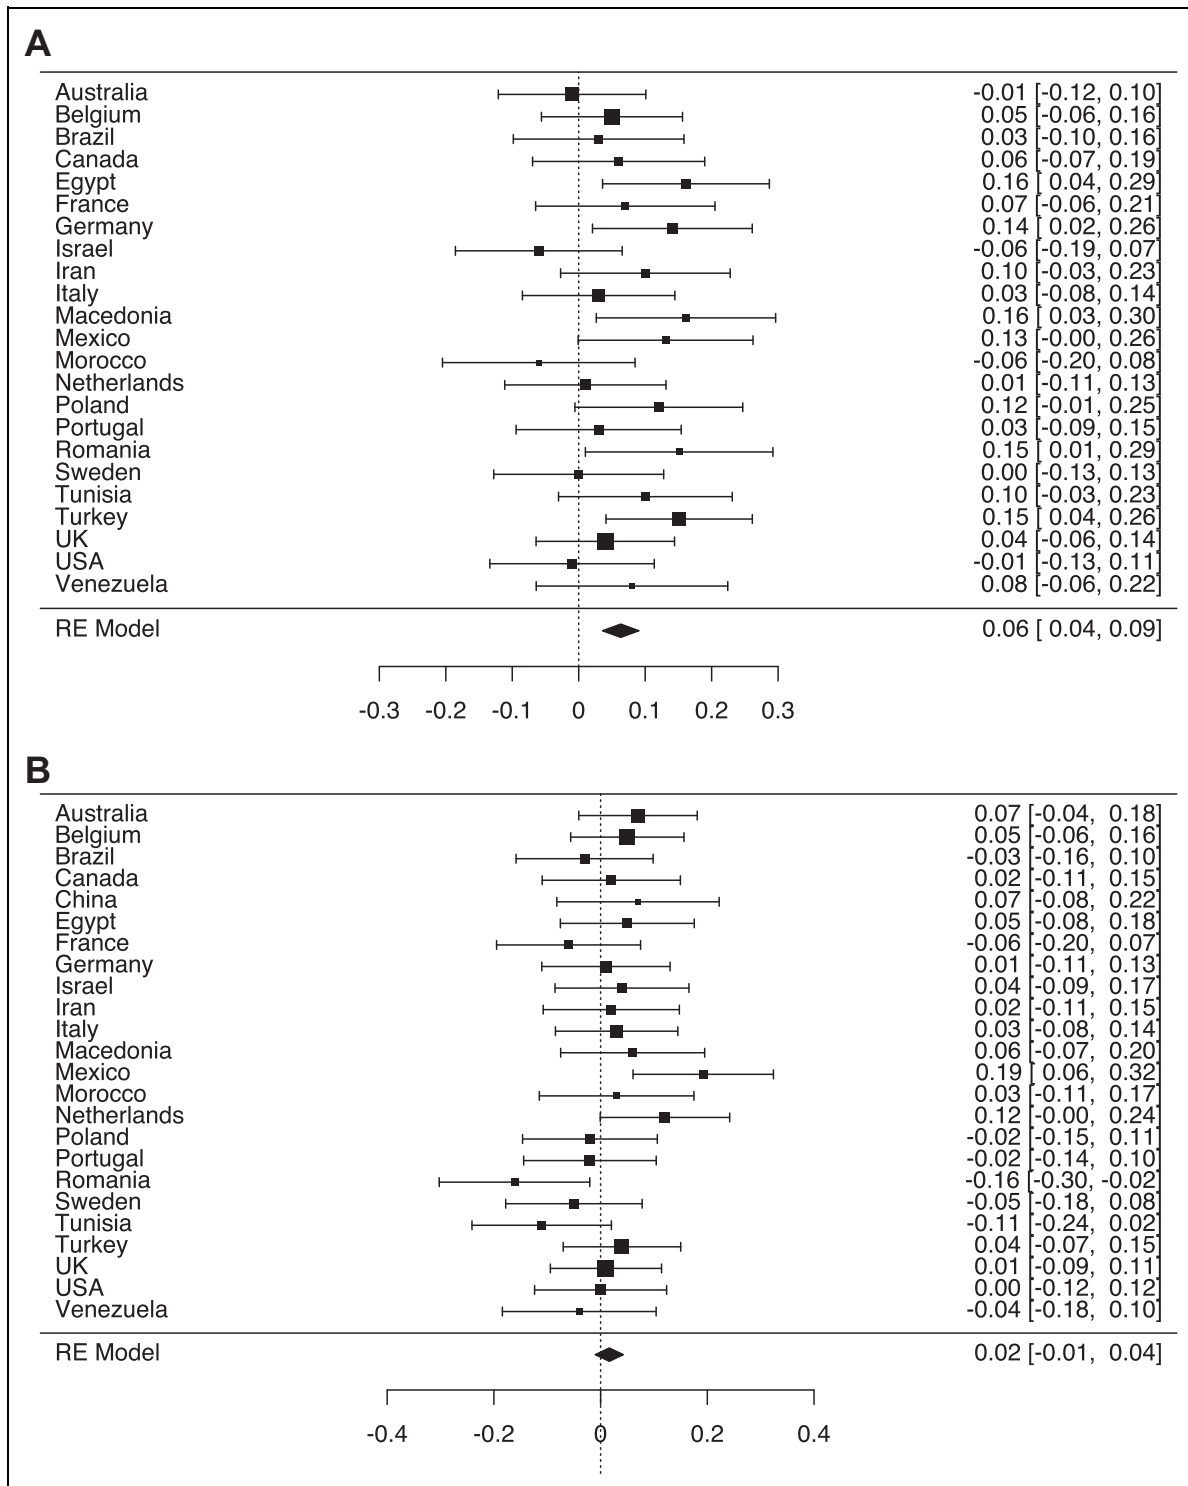 A
Australia -0.01 [-0.12, 0.10]
Belgium 0.05 [-0.06, 0.16]
Brazil 0.03 [-0.10, 0.16]
Canada 0.06 [-0.07, 0.19]
Egypt 0.16 [ 0.04, 0.29]
France 0.07 [-0.06, 0.21]
Germany 0.14 [ 0.02, 0.26]
Israel -0.06 [-0.19, 0.07]
Iran 0.10 [-0.03, 0.23]
Italy 0.03 [-0.08, 0.14]
Macedonia 0.16 [ 0.03, 0.30]
Mexico 0.13 [-0.00, 0.26]
Morocco -0.06 [-0.20, 0.08]
Netherlands 0.01 [-0.11, 0.13]
Poland 0.12 [-0.01, 0.25]
Portugal 0.03 [-0.09, 0.15]
Romania 0.15 [ 0.01, 0.29]
Sweden 0.00 [-0.13, 0.13]
Tunisia 0.10 [-0.03, 0.23]
Turkey 0.15 [ 0.04, 0.26]
UK 0.04 [-0.06, 0.14]
USA -0.01 [-0.13, 0.11]
Venezuela 0.08 [-0.06, 0.22]
RE Model 0.06 [ 0.04, 0.09]
-0.3 -0.2 -0.1 0 0.1 0.2 0.3
B
Australia 0.07 [-0.04, 0.18]
Belgium 0.05 [-0.06, 0.16]
Brazil -0.03 [-0.16, 0.10]
Canada 0.02 [-0.11, 0.15]
China 0.07 [-0.08, 0.22]
Egypt 0.05 [-0.08, 0.18]
France -0.06 [-0.20, 0.07]
Germany 0.01 [-0.11, 0.13]
Israel 0.04 [-0.09, 0.17]
Iran 0.02 [-0.11, 0.15]
Italy 0.03 [-0.08, 0.14]
Macedonia 0.06 [-0.07, 0.20]
Mexico 0.19 [ 0.06, 0.32]
Morocco 0.03 [-0.11, 0.17]
Netherlands 0.12 [-0.00, 0.24]
Poland -0.02 [-0.15, 0.11]
Portugal -0.02 [-0.14, 0.10]
Romania -0.16 [-0.30, -0.02]
Sweden -0.05 [-0.18, 0.08]
Tunisia -0.11 [-0.24, 0.02]
Turkey 0.04 [-0.07, 0.15]
UK 0.01 [-0.09, 0.11]
USA 0.00 [-0.12, 0.12]
Venezuela -0.04 [-0.18, 0.10]
RE Model 0.02 [-0.01, 0.04]
-0.4 -0.2 0 0.2 0.4